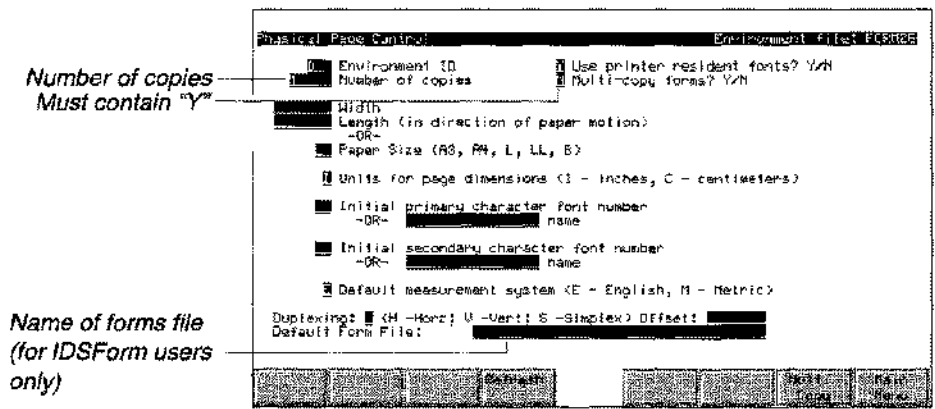 Physical Page Control Environment file:
Environment ID
Use printer resident fonts? Y/N
Number of copies
Number of copies
Multi-copy forms? Y/N
Must contain "Y"
Width
Length (in direction of paper motion)
-OR-
Paper Size (A3, A4, L, LL, B)
Units for page dimensions (I - inches, C - centimeters)
Initial primary character font number
-OR- name
Initial secondary character font number
-OR- name
Default measurement system (E - English, M - Metric)
Duplexing: (H -Horz; V -Vert; S -Simplex) Offset:
Default Form File:
Name of forms file
(for IDSForm users
only)
Refresh
Multi
Copy
Main
Menu